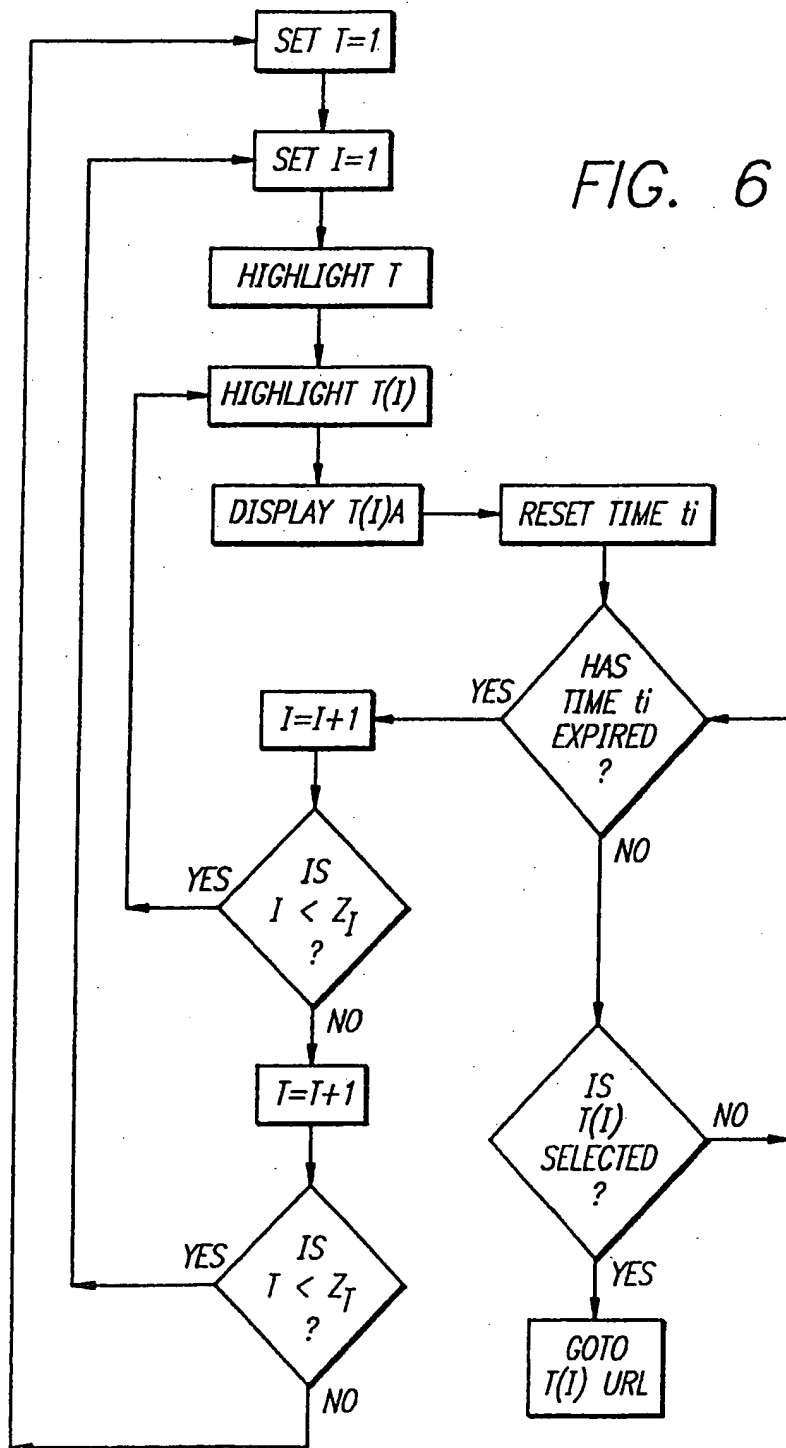 SET T=1
SET I=1
FIG. 6
HIGHLIGHT T
HIGHLIGHT T(I)
DISPLAY T(I)A
RESET TIME ti
HAS
TIME ti
EXPIRED
?
YES
NO
I=I+1
IS
I < Z_I
?
YES
NO
T=T+1
IS
T(I)
SELECTED
?
NO
YES
IS
T < Z_T
?
YES
NO
GOTO
T(I) URL